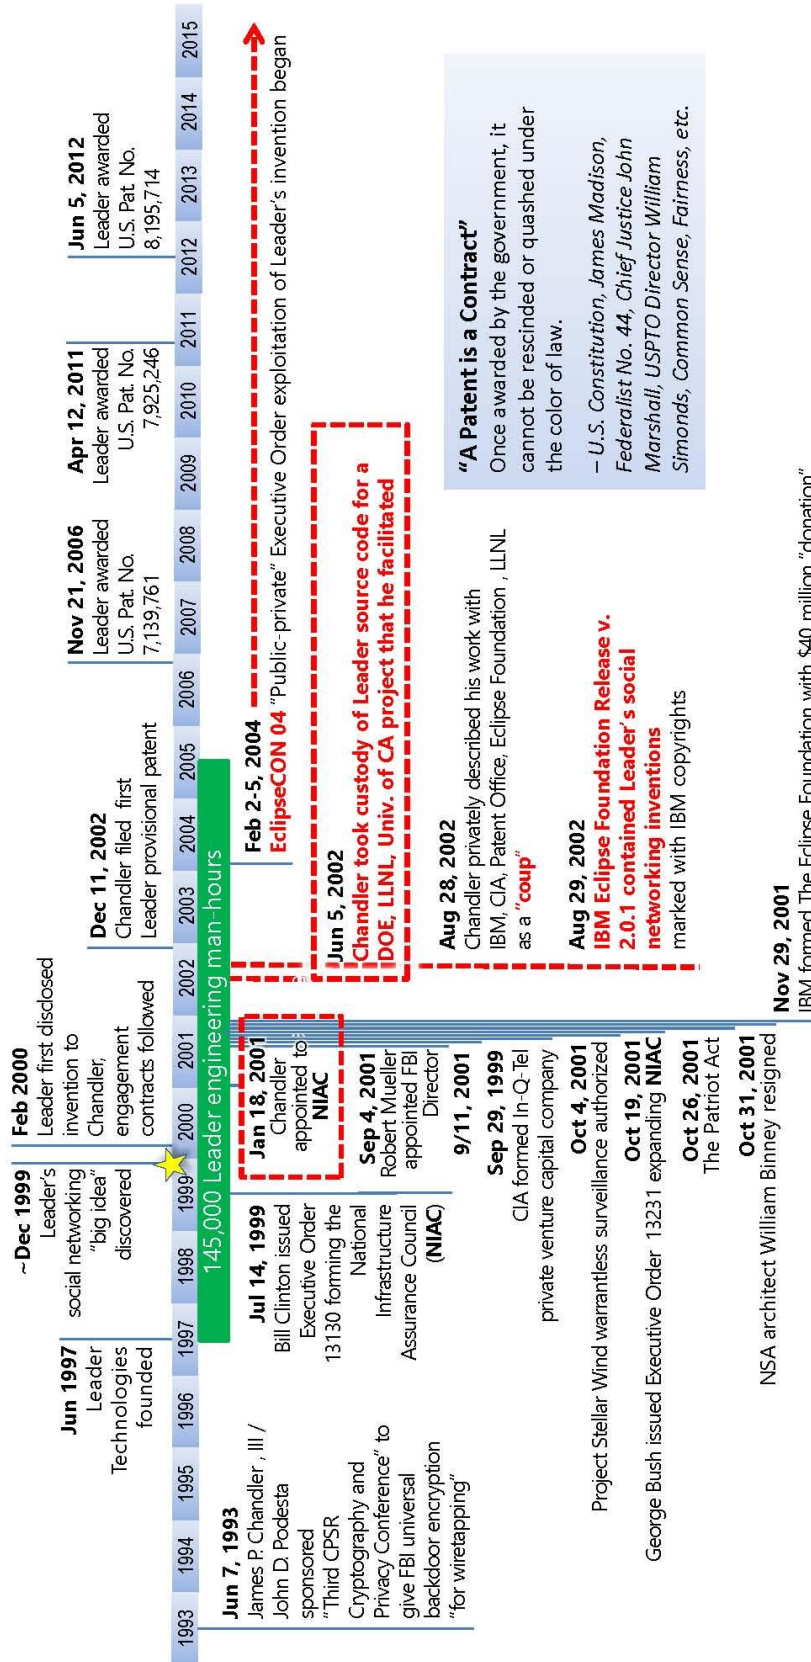 Jun 1997
Leader
Technologies
founded
~Dec 1999
Leader's
social networking
"big idea"
discovered
Feb 2000
Leader first disclosed
invention to
Chandler,
engagement
contracts followed
Dec 11, 2002
Chandler filed first
Leader provisional patent
Nov 21, 2006
Leader awarded
U.S. Pat. No.
7,139,761
Apr 12, 2011
Leader awarded
U.S. Pat. No.
7,925,246
Jun 5, 2012
Leader awarded
U.S. Pat. No.
8,195,714
1993 1994 1995 1996 1997 1998 1999 2000 2001 2002 2003 2004 2005 2006 2007 2008 2009 2010 2011 2012 2013 2014 2015
145,000 Leader engineering man-hours
Jun 7, 1993
James P. Chandler , III /
John D. Podesta
sponsored
"Third CPSR
Cryptography and
Privacy Conference" to
give FBI universal
backdoor encryption
"for wiretapping"
Jul 14, 1999
Bill Clinton issued
Executive Order
13130 forming the
National
Infrastructure
Assurance Council
(NIAC)
Jan 18, 2001
Chandler
appointed to
NIAC
Sep 4, 2001
Robert Mueller
appointed FBI
Director
9/11, 2001
Sep 29, 1999
CIA formed In-Q-Tel
private venture capital company
Oct 4, 2001
Project Stellar Wind warrantless surveillance authorized
Oct 19, 2001
George Bush issued Executive Order 13231 expanding NIAC
Oct 26, 2001
The Patriot Act
Oct 31, 2001
NSA architect William Binney resigned
Nov 29, 2001
IBM formed The Eclipse Foundation with $40 million "donation"
Feb 2-5, 2004
EclipseCON 04 "Public-private" Executive Order exploitation of Leader's invention began
Jun 5, 2002
Chandler took custody of Leader source code for a
DOE, LLNL, Univ. of CA project that he facilitated
Aug 28, 2002
Chandler privately described his work with
IBM, CIA, Patent Office, Eclipse Foundation , LLNL
as a "coup"
Aug 29, 2002
IBM Eclipse Foundation Release v.
2.0.1 contained Leader's social
networking inventions
marked with IBM copyrights
"A Patent is a Contract"
Once awarded by the government, it
cannot be rescinded or quashed under
the color of law.
– U.S. Constitution, James Madison,
Federalist No. 44, Chief Justice John
Marshall, USPTO Director William
Simonds, Common Sense, Fairness, etc.